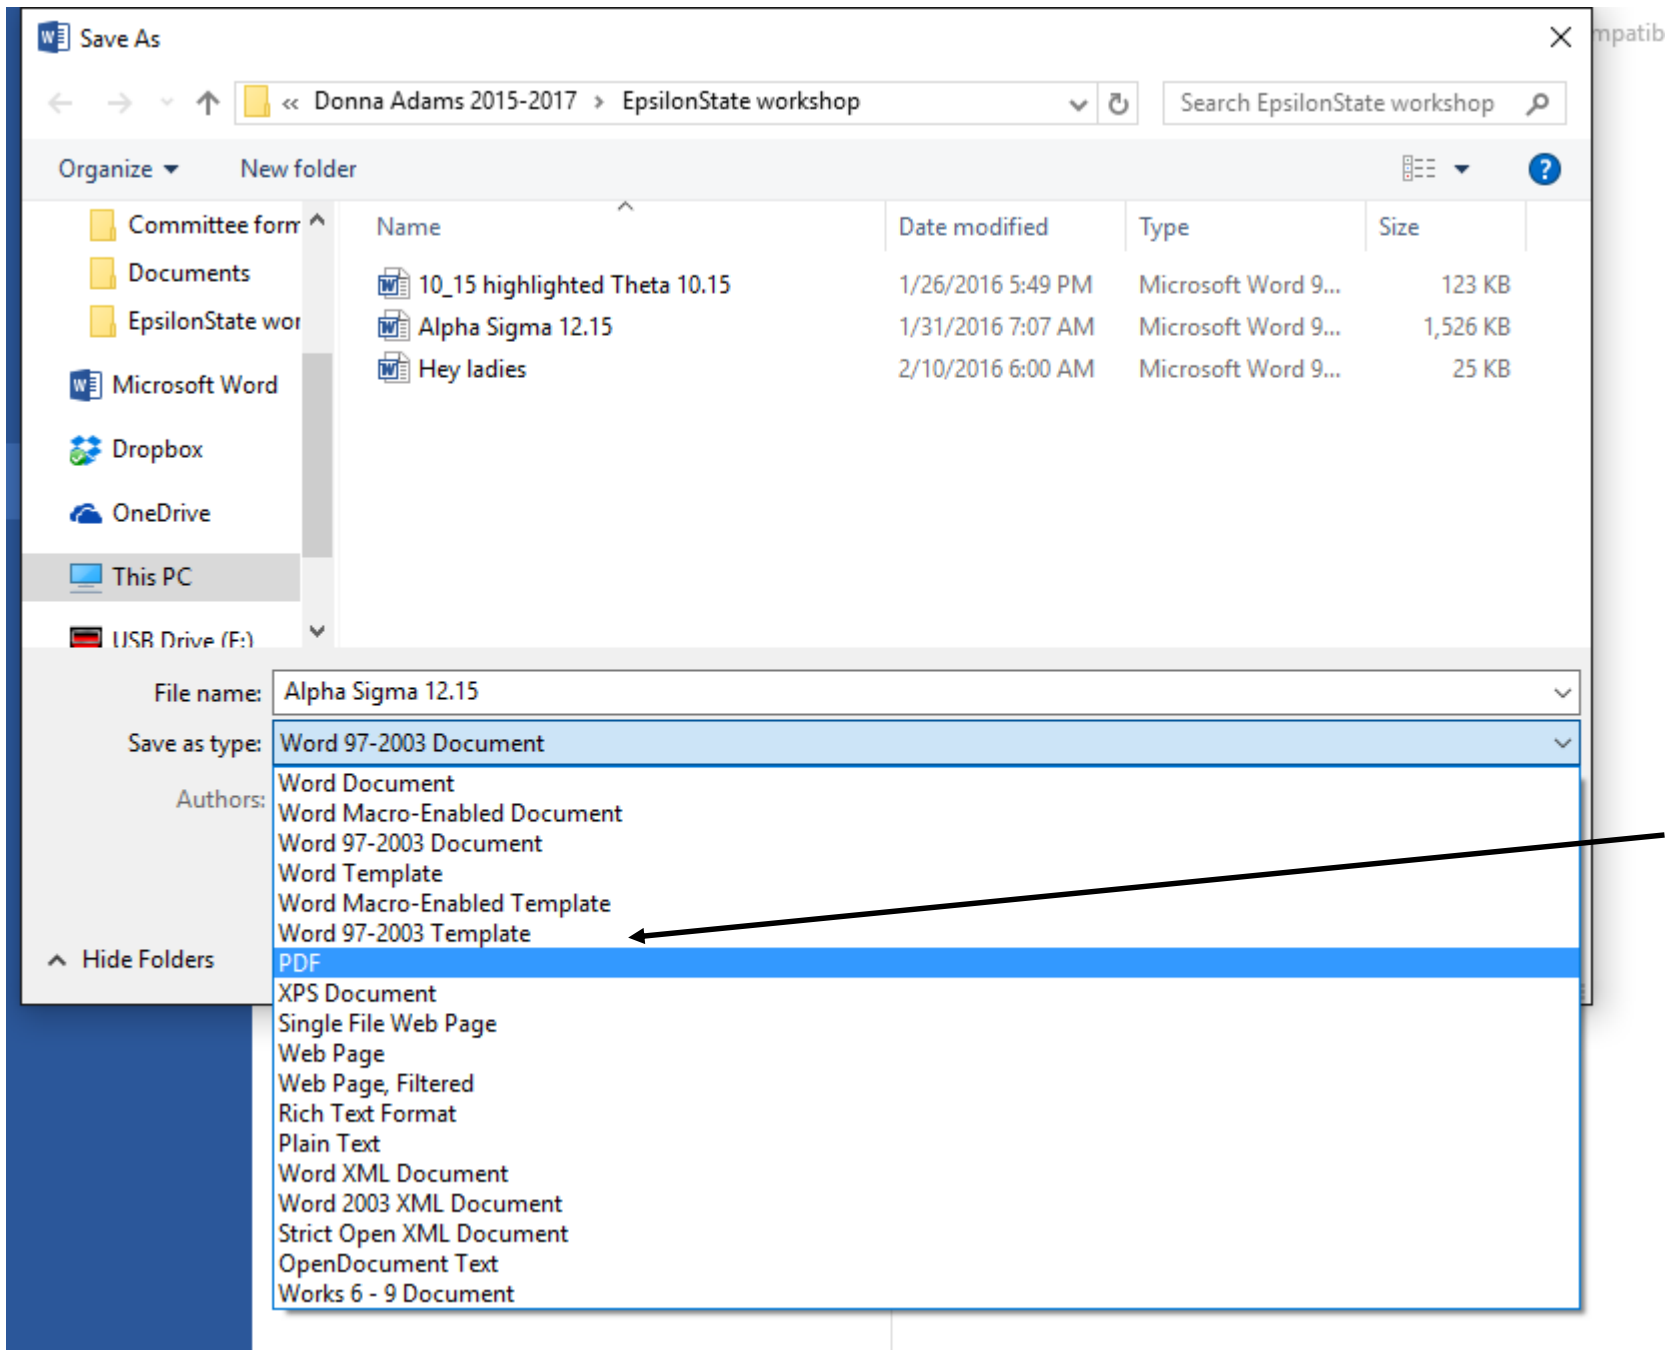 Save As
mpatib
« Donna Adams 2015-2017 > EpsilonState workshop
Search EpsilonState workshop
Organize
New folder
Committee form
Documents
EpsilonState wor
Microsoft Word
Dropbox
OneDrive
This PC
USB Drive (F:)
Name Date modified Type Size
10_15 highlighted Theta 10.15 1/26/2016 5:49 PM Microsoft Word 9... 123 KB
Alpha Sigma 12.15 1/31/2016 7:07 AM Microsoft Word 9... 1,526 KB
Hey ladies 2/10/2016 6:00 AM Microsoft Word 9... 25 KB
File name: Alpha Sigma 12.15
Save as type: Word 97-2003 Document
Authors:
Hide Folders
Word Document
Word Macro-Enabled Document
Word 97-2003 Document
Word Template
Word Macro-Enabled Template
Word 97-2003 Template
PDF
XPS Document
Single File Web Page
Web Page
Web Page, Filtered
Rich Text Format
Plain Text
Word XML Document
Word 2003 XML Document
Strict Open XML Document
OpenDocument Text
Works 6 - 9 Document